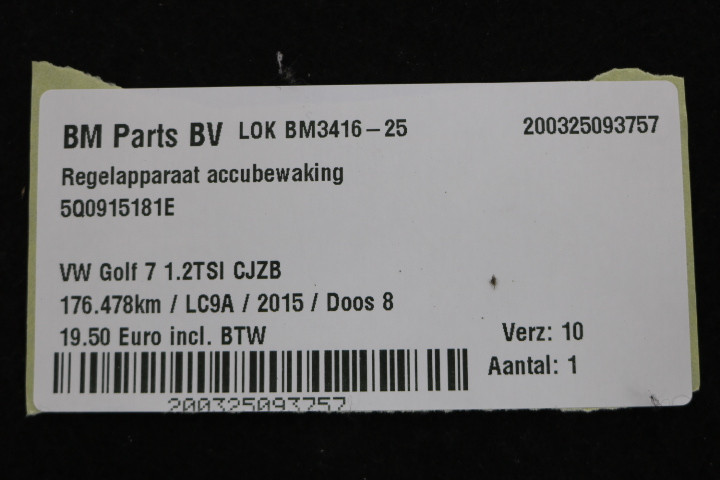 BM Parts BV LOK BM3416-25 200325093757
Regelapparaat accubewaking
5Q0915181E
VW Golf 7 1.2TSI CJZB
176.478km / LC9A / 2015 / Doos 8
19.50 Euro incl. BTW Verz: 10
Aantal: 1
200325093757